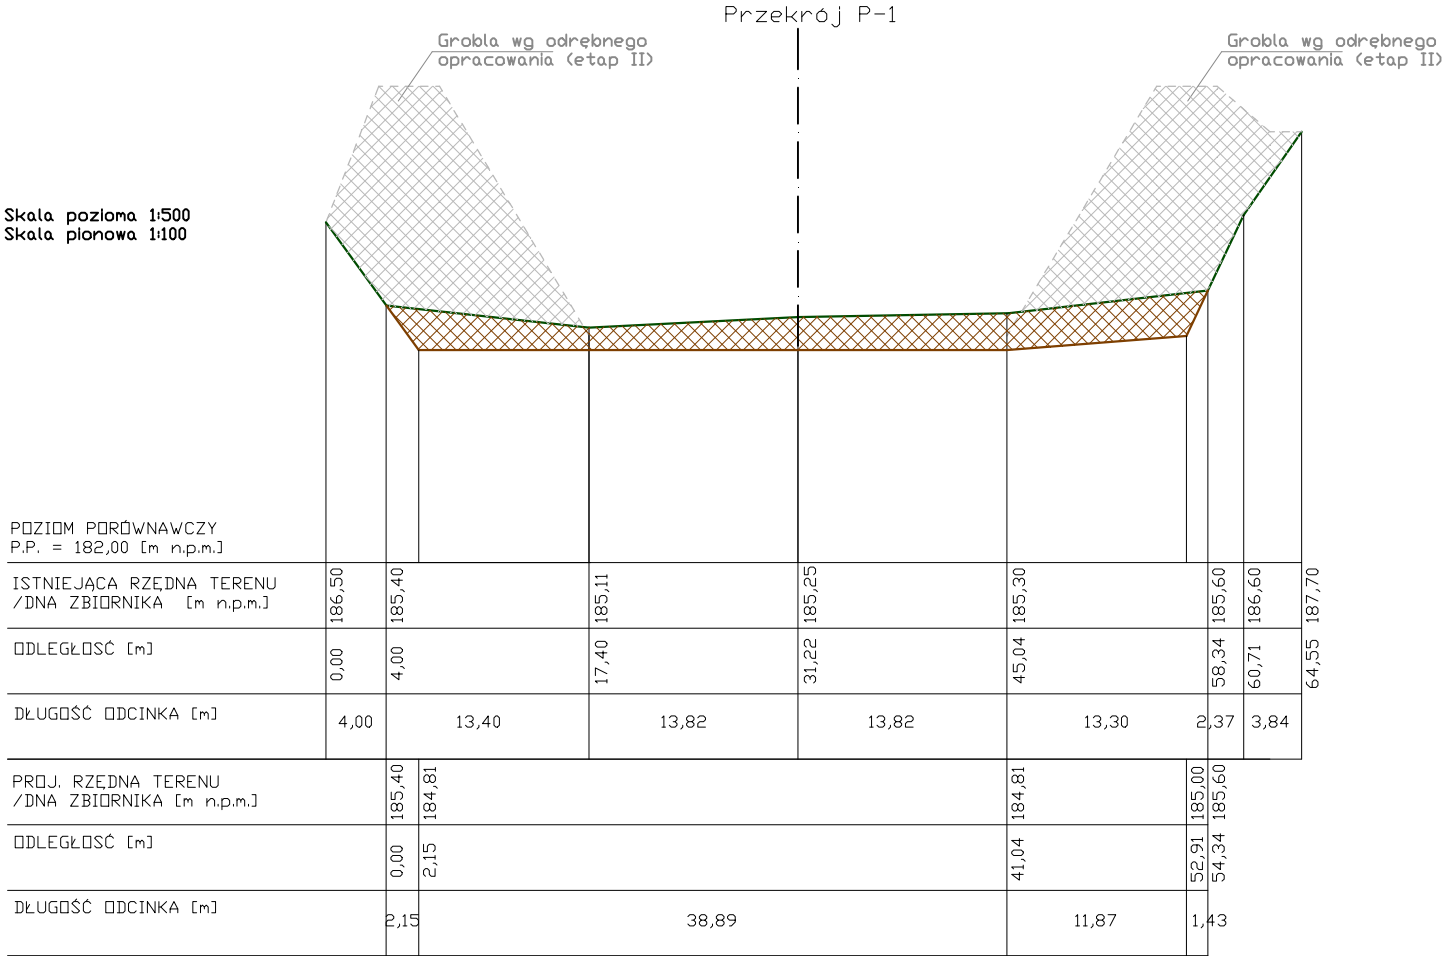 Przekrój P-1
Grobla wg odrębnego
opracowania (etap II)
Grobla wg odrębnego
opracowania (etap II)
Skala pozioma 1:500
Skala pionowa 1:100
POZIOM PORÓWNAWCZY
P.P. = 182,00 [m n.p.m.]
ISTNIEJĄCA RZĘDNA TERENU
/DNA ZBIORNIKA [m n.p.m.]
186,50 185,40 185,11 185,25 185,30 185,60 186,60 187,70
ODLEGŁOSĆ [m]
0,00 4,00 17,40 31,22 45,04 58,34 60,71 64,55
DŁUGOŚĆ ODCINKA [m]
4,00 13,40 13,82 13,82 13,30 2,37 3,84
PROJ. RZĘDNA TERENU
/DNA ZBIORNIKA [m n.p.m.]
185,40 184,81 184,81 185,00 185,60
ODLEGŁOSĆ [m]
0,00 2,15 41,04 52,91 54,34
DŁUGOŚĆ ODCINKA [m]
2,15 38,89 11,87 1,43